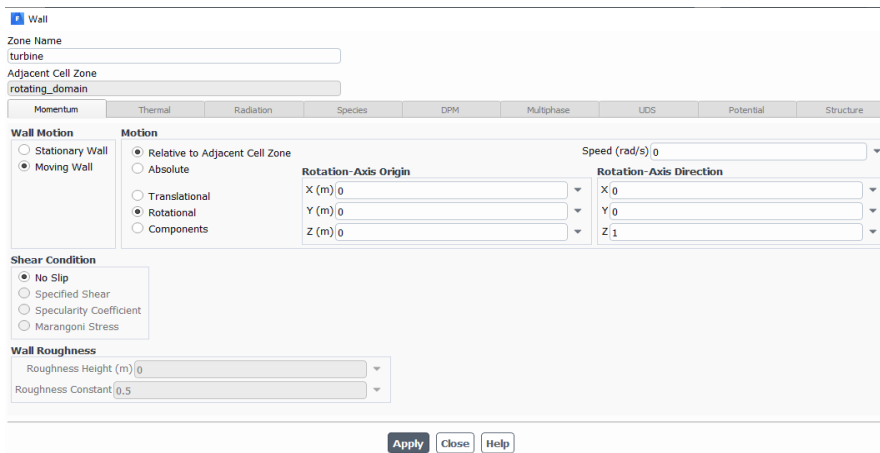 Wall
Zone Name
turbine
Adjacent Cell Zone
rotating_domain
Momentum Thermal Radiation Species DPM Multiphase UDS Potential Structure
Wall Motion Motion
Stationary Wall Relative to Adjacent Cell Zone Speed (rad/s) 0
Moving Wall Absolute
Rotation-Axis Origin Rotation-Axis Direction
X (m) 0 X 0
Translational
Rotational Y (m) 0 Y 0
Components Z (m) 0 Z 1
Shear Condition
No Slip
Specified Shear
Specularity Coefficient
Marangoni Stress
Wall Roughness
Roughness Height (m) 0
Roughness Constant 0.5
Apply Close Help